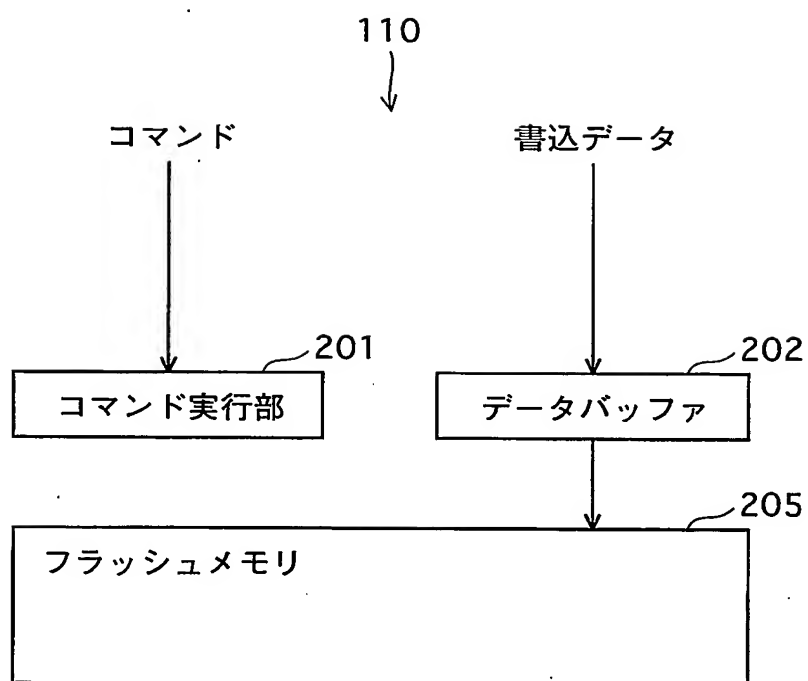 110
コマンド
書込データ
201
202
コマンド実行部
データバッファ
205
フラッシュメモリ